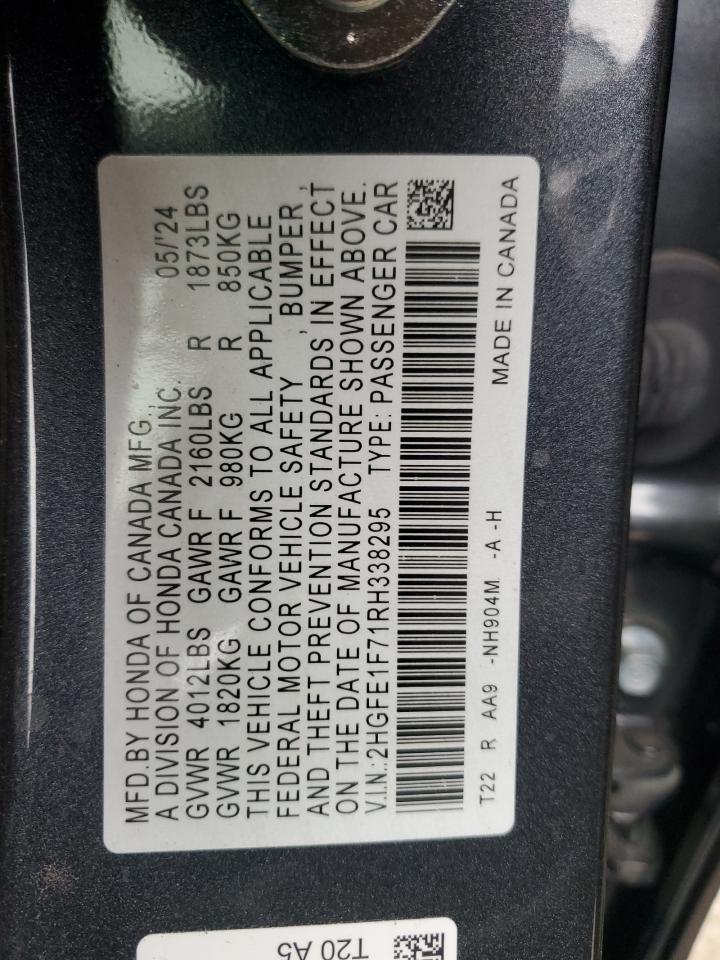 MFD.BY HONDA OF CANADA MFG.,
A DIVISION OF HONDA CANADA INC. 05/'24
GVWR 4012LBS GAWR F 2160LBS R 1873LBS
GVWR 1820KG GAWR F 980KG R 850KG
THIS VEHICLE CONFORMS TO ALL APPLICABLE
FEDERAL MOTOR VEHICLE SAFETY , BUMPER ,
AND THEFT PREVENTION STANDARDS IN EFFECT
ON THE DATE OF MANUFACTURE SHOWN ABOVE.
V.I.N.:2HGFE1F71RH338295 TYPE: PASSENGER CAR
T22 R AA9 -NH904M -A -H
MADE IN CANADA
T20 A5